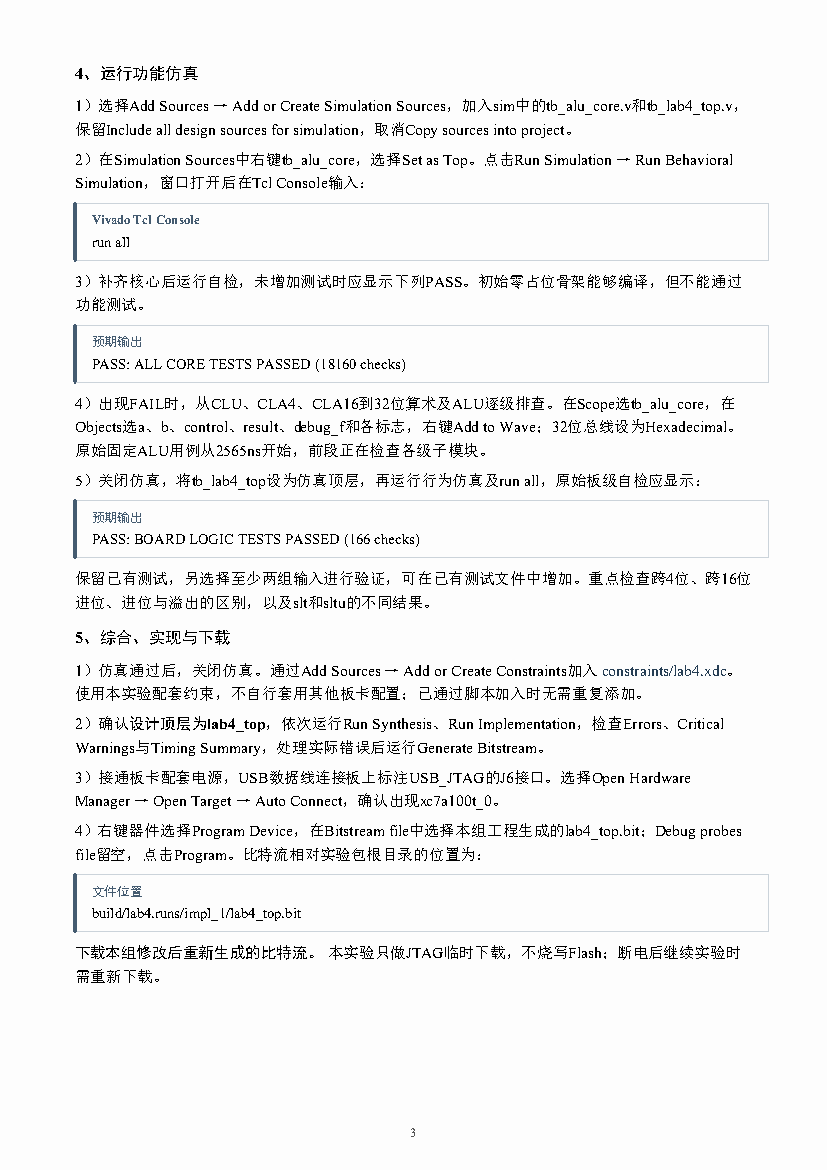 4、运行功能仿真
1）选择Add Sources → Add or Create Simulation Sources，加入sim中的tb_alu_core.v和tb_lab4_top.v，
保留Include all design sources for simulation，取消Copy sources into project。
2）在Simulation Sources中右键tb_alu_core，选择Set as Top。点击Run Simulation → Run Behavioral
Simulation，窗口打开后在Tcl Console输入：
Vivado Tcl Console
run all
3）补齐核心后运行自检，未增加测试时应显示下列PASS。初始零占位骨架能够编译，但不能通过
功能测试。
预期输出
PASS: ALL CORE TESTS PASSED (18160 checks)
4）出现FAIL时，从CLU、CLA4、CLA16到32位算术及ALU逐级排查。在Scope选tb_alu_core，在
Objects选a、b、control、result、debug_f和各标志，右键Add to Wave；32位总线设为Hexadecimal。
原始固定ALU用例从2565ns开始，前段正在检查各级子模块。
5）关闭仿真，将tb_lab4_top设为仿真顶层，再运行行为仿真及run all，原始板级自检应显示：
预期输出
PASS: BOARD LOGIC TESTS PASSED (166 checks)
保留已有测试，另选择至少两组输入进行验证，可在已有测试文件中增加。重点检查跨4位、跨16位
进位、进位与溢出的区别，以及slt和sltu的不同结果。
5、综合、实现与下载
1）仿真通过后，关闭仿真。通过Add Sources → Add or Create Constraints加入 constraints/lab4.xdc。
使用本实验配套约束，不自行套用其他板卡配置；已通过脚本加入时无需重复添加。
2）确认设计顶层为lab4_top，依次运行Run Synthesis、Run Implementation，检查Errors、Critical
Warnings与Timing Summary，处理实际错误后运行Generate Bitstream。
3）接通板卡配套电源，USB数据线连接板上标注USB_JTAG的J6接口。选择Open Hardware
Manager → Open Target → Auto Connect，确认出现xc7a100t_0。
4）右键器件选择Program Device，在Bitstream file中选择本组工程生成的lab4_top.bit；Debug probes
file留空，点击Program。比特流相对实验包根目录的位置为：
文件位置
build/lab4.runs/impl_1/lab4_top.bit
下载本组修改后重新生成的比特流。 本实验只做JTAG临时下载，不烧写Flash；断电后继续实验时
需重新下载。
3